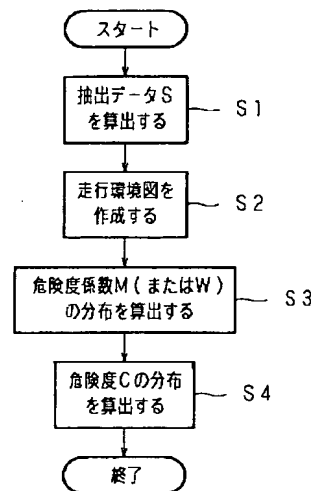 スタート
抽出データS
を算出する
S1
走行環境図を
作成する
S2
危険度係数M(またはW)
の分布を算出する
S3
危険度Cの分布
を算出する
S4
終了